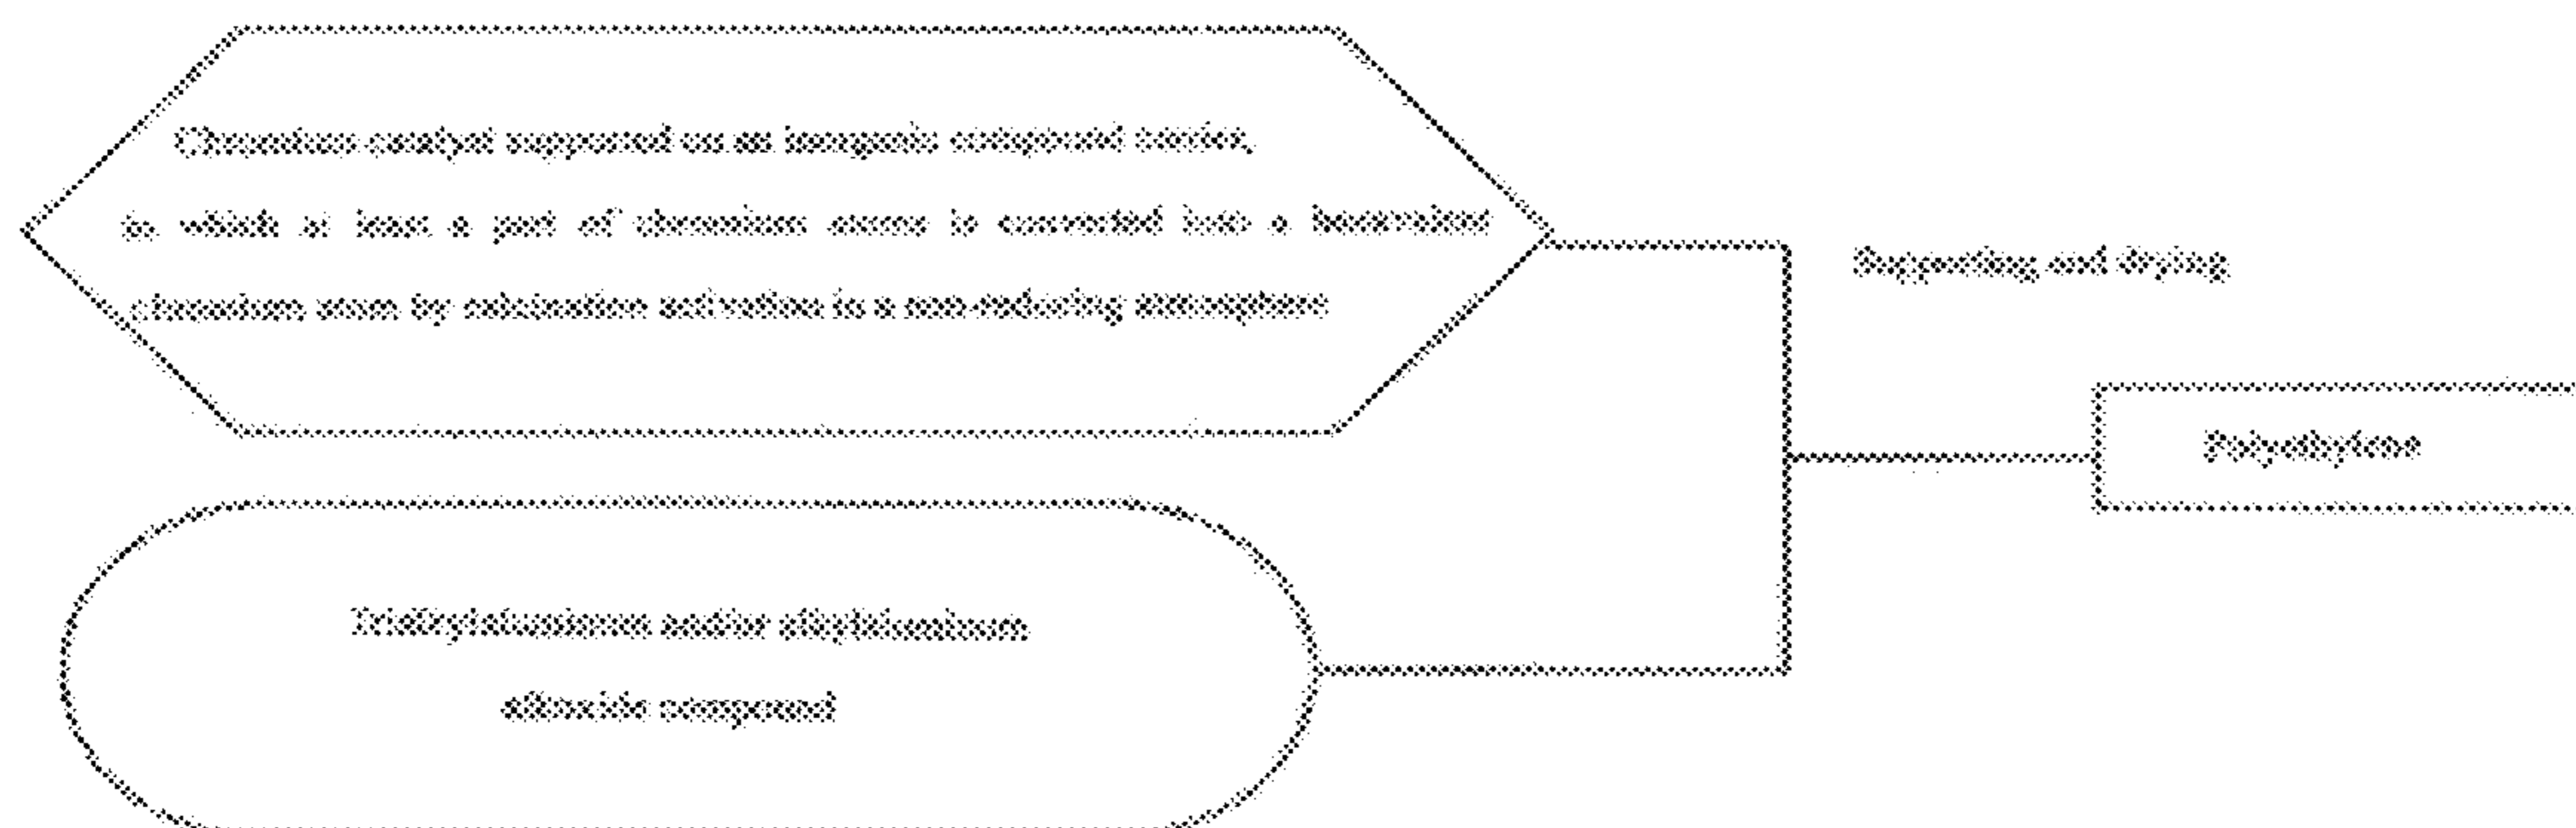 Chromium catalyst supported on an inorganic compound carrier,
in which at least a part of chromium atoms is converted into a hexavalent
chromium atom by calcination activation in a non-reducing atmosphere
Supporting and drying
Polyethylene
Trialkylaluminum and/or alkylaluminum
alkoxide compound